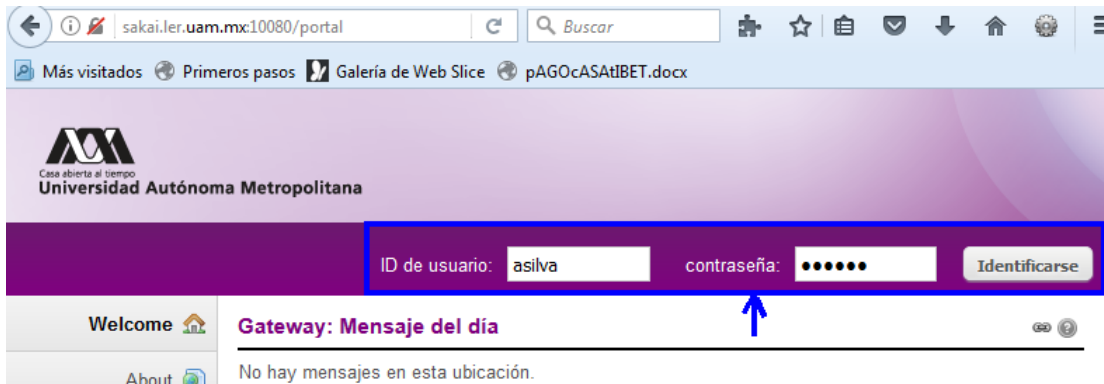 sakai.ler.uam.mx:10080/portal Buscar
Más visitados Primeros pasos Galería de Web Slice pAGOcASAtIBET.docx
Casa abierta al tiempo
Universidad Autónoma Metropolitana
ID de usuario: asilva contraseña: •••••• Identificarse
Welcome
Gateway: Mensaje del día
About
No hay mensajes en esta ubicación.